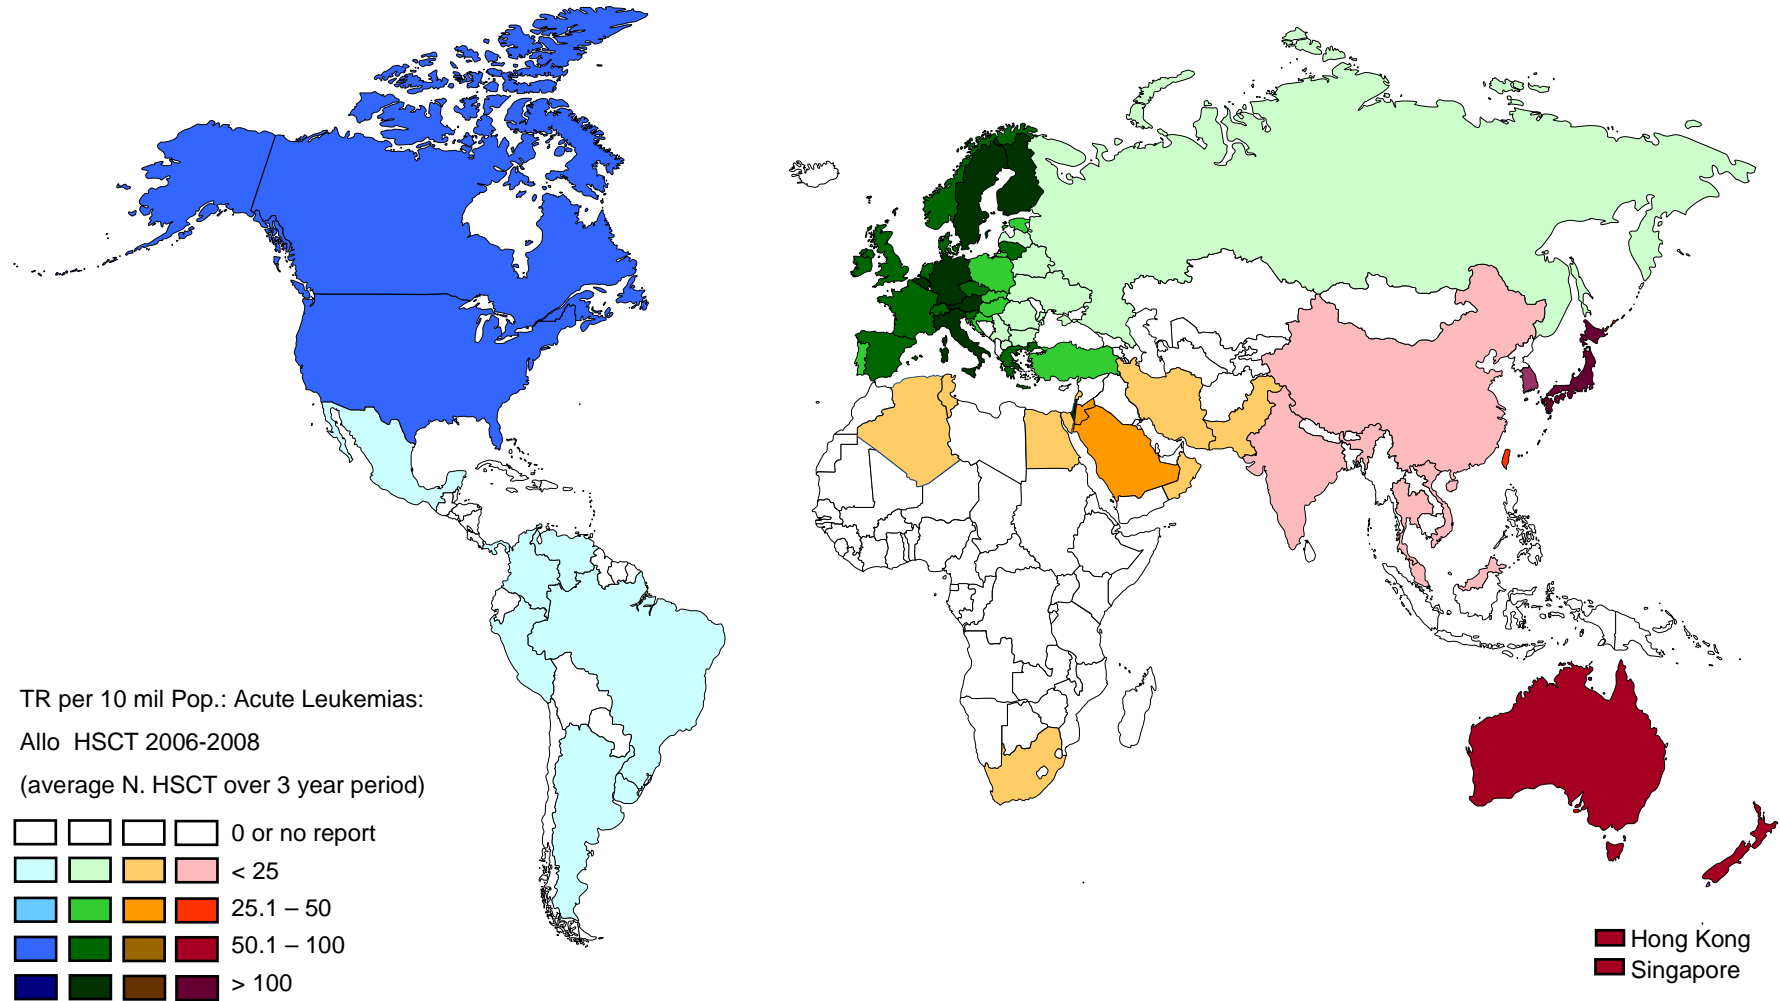 TR per 10 mil Pop.: Acute Leukemias:
Allo HSCT 2006-2008
(average N. HSCT over 3 year period)
0 or no report
< 25
25.1 – 50
50.1 – 100
> 100
Hong Kong
Singapore